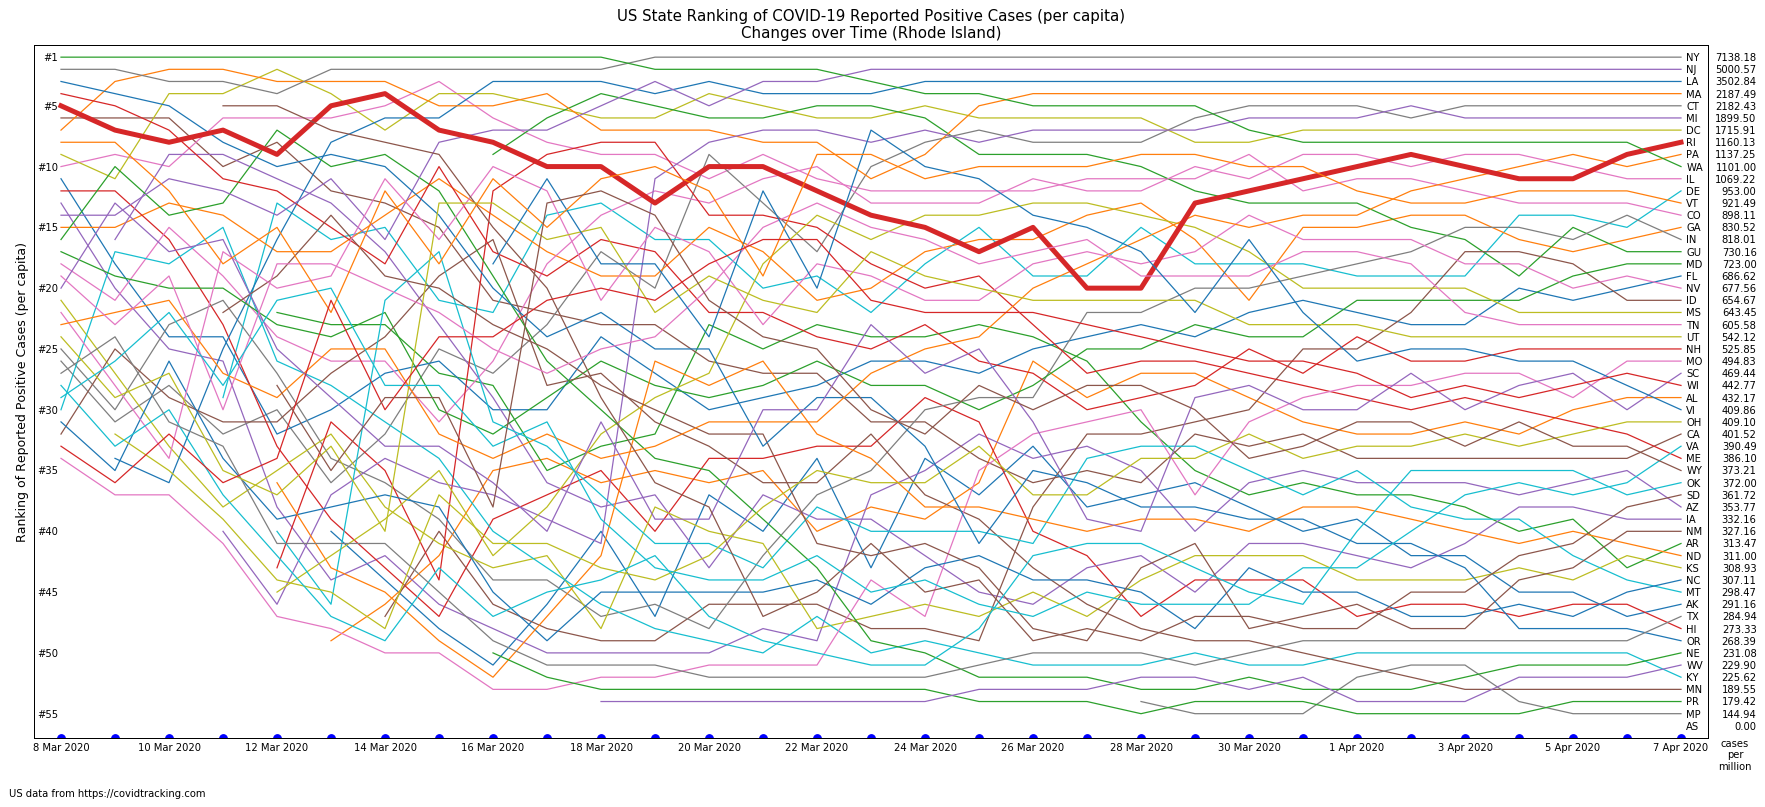 US State Ranking of COVID-19 Reported Positive Cases (per capita)
Changes over Time (Rhode Island)
Ranking of Reported Positive Cases (per capita)
#1
#5
#10
#15
#20
#25
#30
#35
#40
#45
#50
#55
NY 7138.18
NJ 5000.57
LA 3502.84
MA 2187.49
CT 2182.43
MI 1899.50
DC 1715.91
RI 1160.13
PA 1137.25
WA 1101.00
IL 1069.22
DE 953.00
VT 921.49
CO 898.11
GA 830.52
IN 818.01
GU 730.16
MD 723.00
FL 686.62
NV 677.56
ID 654.67
MS 643.45
TN 605.58
UT 542.12
NH 525.85
MO 494.83
SC 469.44
WI 442.77
AL 432.17
VI 409.86
OH 409.10
CA 401.52
VA 390.49
ME 386.10
WY 373.21
OK 372.00
SD 361.72
AZ 353.77
IA 332.16
NM 327.16
AR 313.47
ND 311.00
KS 308.93
NC 307.11
MT 298.47
AK 291.16
TX 284.94
HI 273.33
OR 268.39
NE 231.08
WV 229.90
KY 225.62
MN 189.55
PR 179.42
MP 144.94
AS 0.00
8 Mar 2020 10 Mar 2020 12 Mar 2020 14 Mar 2020 16 Mar 2020 18 Mar 2020 20 Mar 2020 22 Mar 2020 24 Mar 2020 26 Mar 2020 28 Mar 2020 30 Mar 2020 1 Apr 2020 3 Apr 2020 5 Apr 2020 7 Apr 2020
cases
per
million
US data from https://covidtracking.com